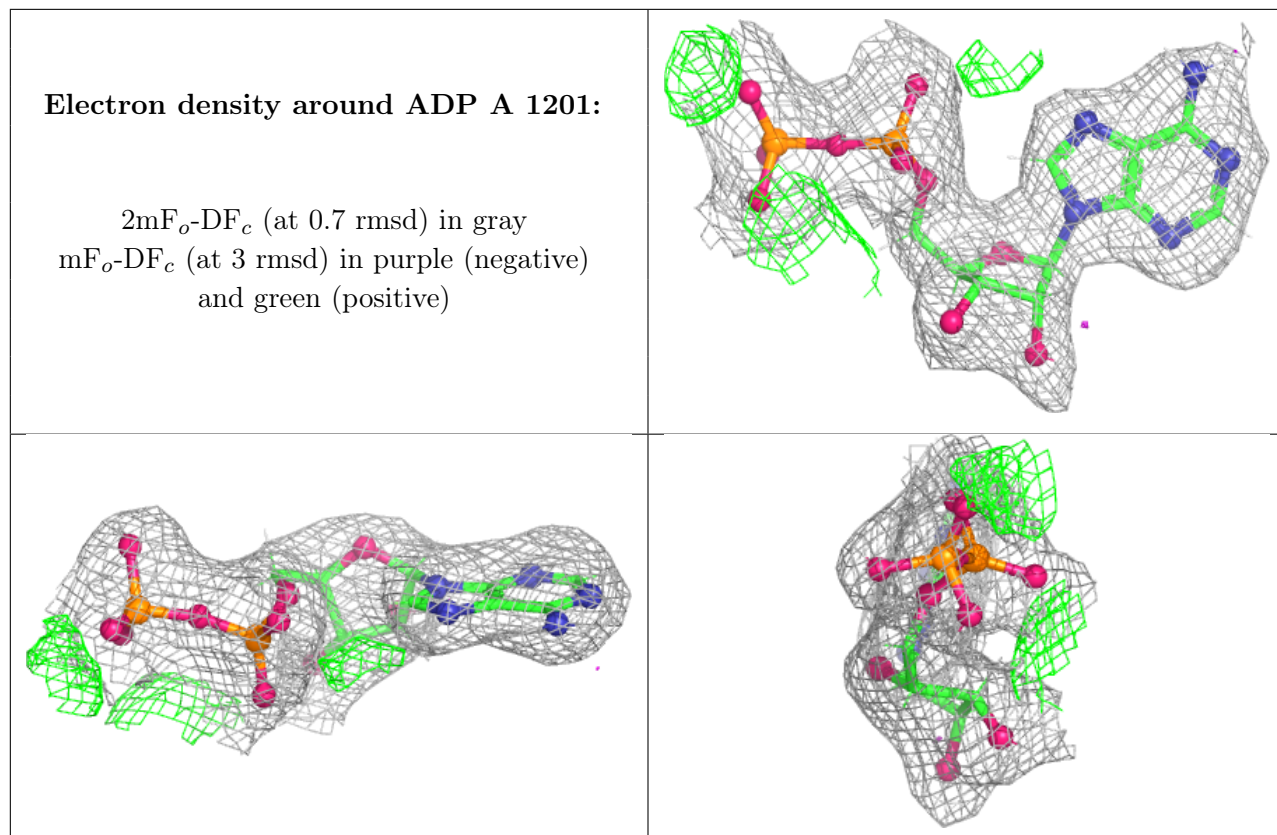 Electron density around ADP A 1201:
2mFₒ-DF𝒸 (at 0.7 rmsd) in gray
mFₒ-DF𝒸 (at 3 rmsd) in purple (negative)
and green (positive)